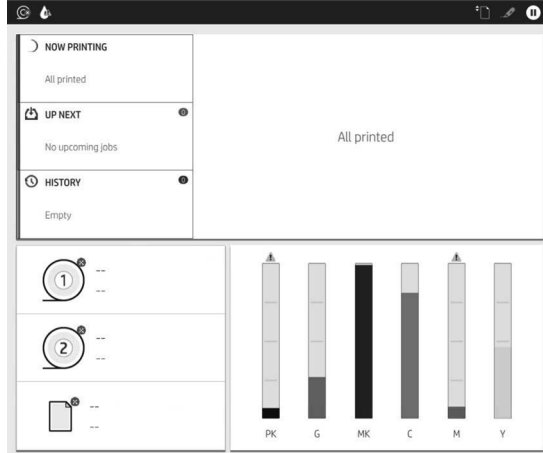 NOW PRINTING
All printed
UP NEXT
0
No upcoming jobs
HISTORY
0
Empty
All printed
1
--
--
2
--
--
--
--
PK G MK C M Y